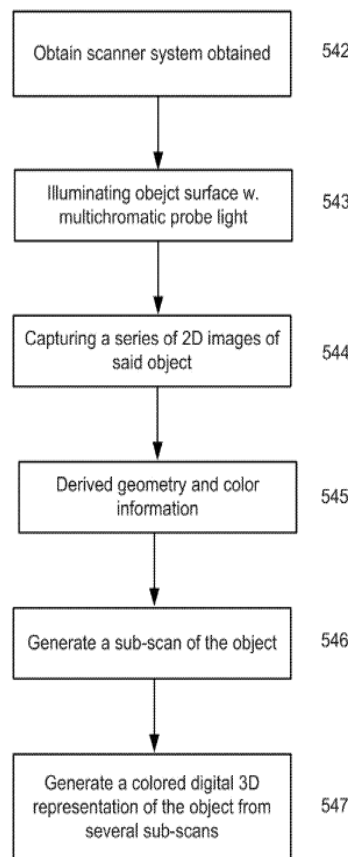 Obtain scanner system obtained
542
Illuminating obejct surface w.
multichromatic probe light
543
Capturing a series of 2D images of
said object
544
Derived geometry and color
information
545
Generate a sub-scan of the object
546
Generate a colored digital 3D
representation of the object from
several sub-scans
547